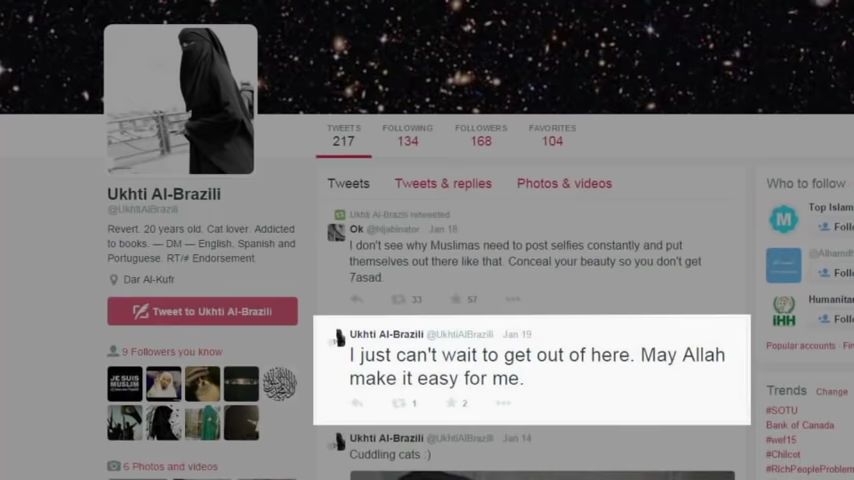 TWEETS
217
FOLLOWING
134
FOLLOWERS
168
FAVORITES
104
Ukhti Al-Brazili
@UkhtiAlBrazili
Revert. 20 years old. Cat lover. Addicted
to books. — DM — English, Spanish and
Portuguese. RT/# Endorsement
Dar Al-Kufr
Tweet to Ukhti Al-Brazili
9 Followers you know
JE SUIS
MUSLIM
6 Photos and videos
Tweets
Tweets & replies
Photos & videos
Ukhti Al-Brazili retweeted
Ok @hijabinator Jan 18
I don't see why Muslimas need to post selfies constantly and put
themselves out there like that. Conceal your beauty so you don't get
7asad.
33
57
Ukhti Al-Brazili @UkhtiAlBrazili Jan 19
I just can't wait to get out of here. May Allah
make it easy for me.
1
2
Ukhti Al-Brazili @UkhtiAlBrazili Jan 14
Cuddling cats :)
Who to follow
Top Islam
Foll
Foll
Humanitar
IHH
Foll
Popular accounts · Fin
Trends Change
#SOTU
Bank of Canada
#wef15
#Chilcot
#RichPeopleProblem